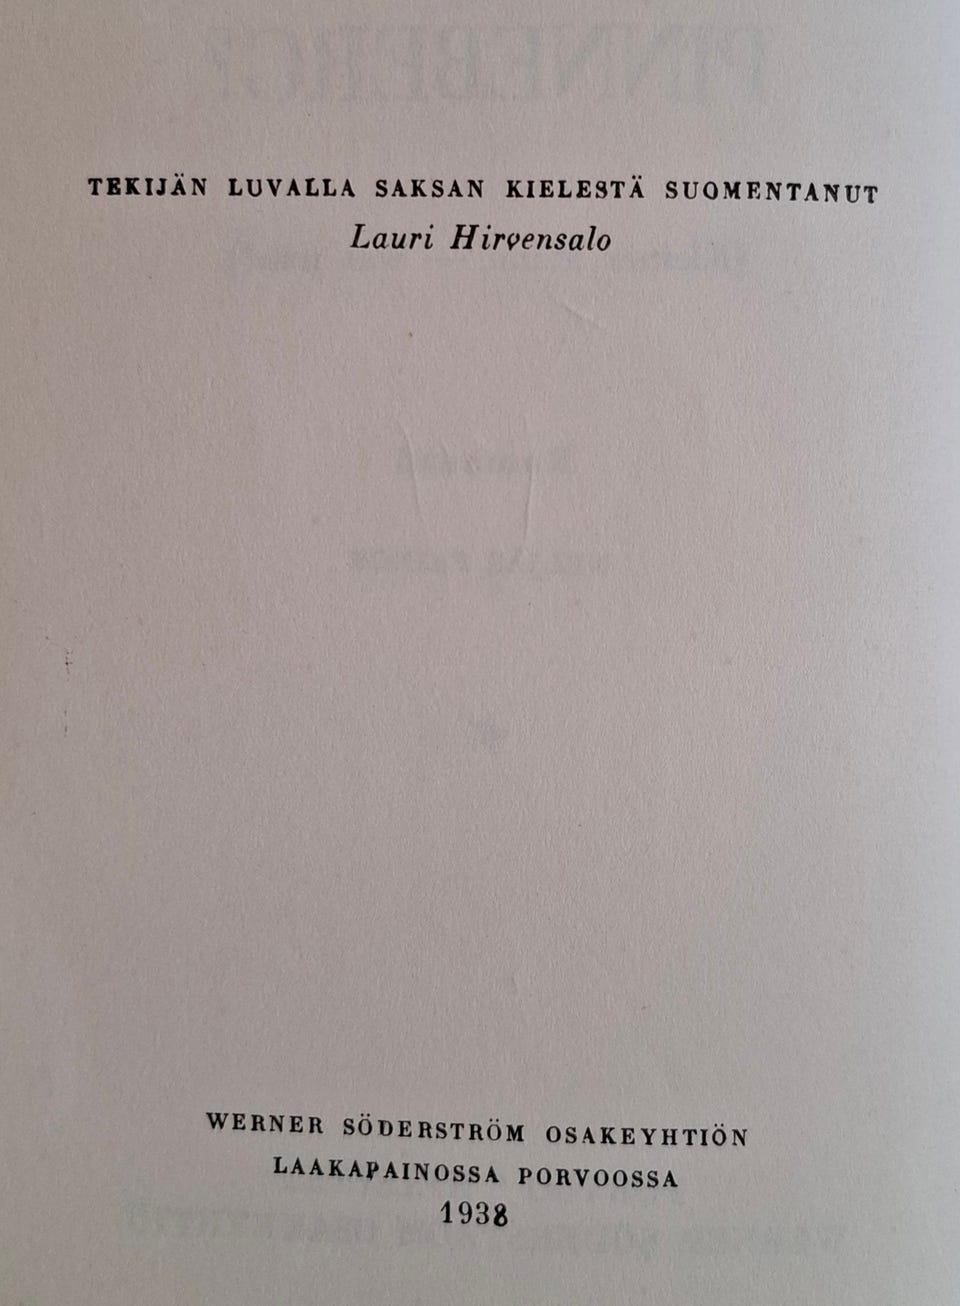 TEKIJÄN LUVALLA SAKSAN KIELESTÄ SUOMENTANUT
Lauri Hirvensalo
WERNER SÖDERSTRÖM OSAKEYHTIÖN
LAAKAPAINOSSA PORVOOSSA
1938